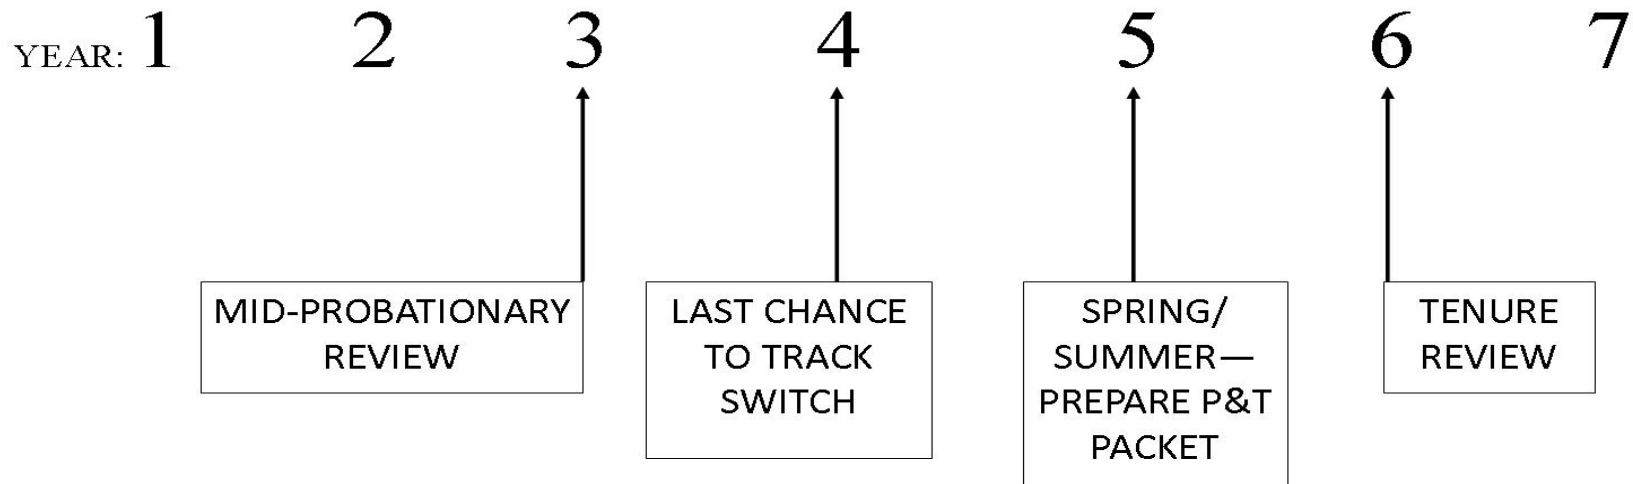 YEAR: 1 2 3 4 5 6 7
MID-PROBATIONARY
REVIEW
LAST CHANCE
TO TRACK
SWITCH
SPRING/
SUMMER—
PREPARE P&T
PACKET
TENURE
REVIEW